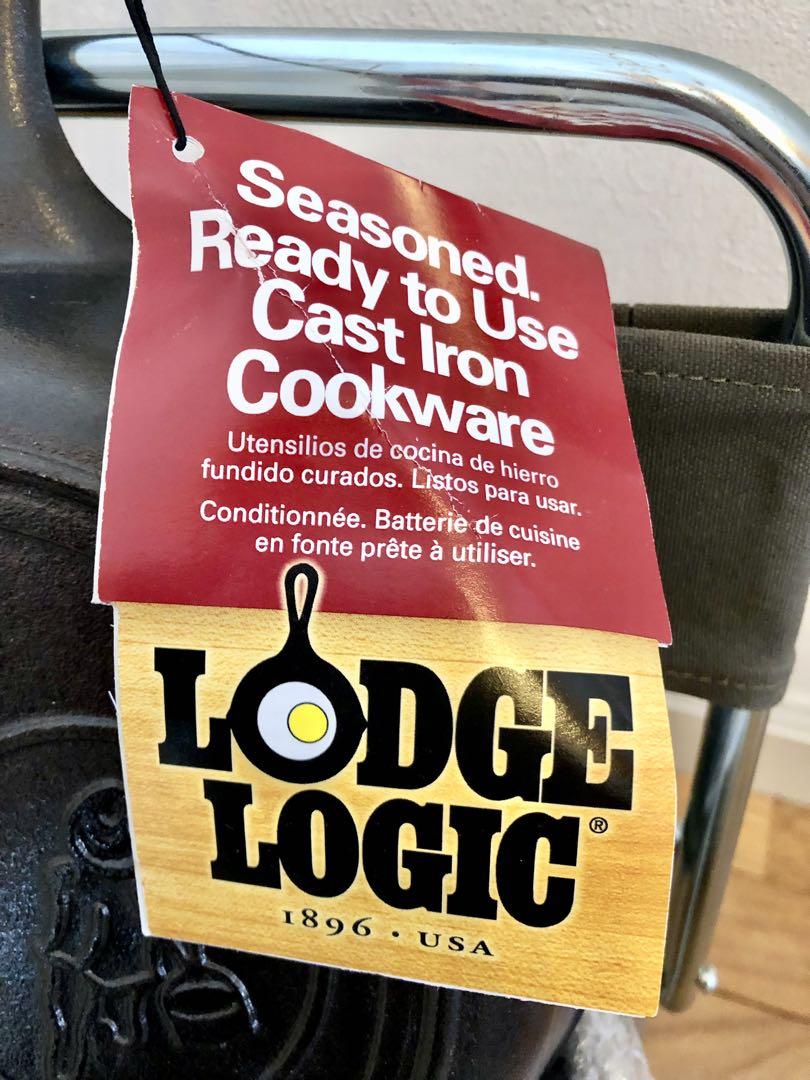 Seasoned.
Ready to Use
Cast Iron
Cookware
Utensilios de cocina de hierro
fundido curados. Listos para usar.
Conditionnée. Batterie de cuisine
en fonte prête à utiliser.
LODGE
LOGIC®
1896 • USA